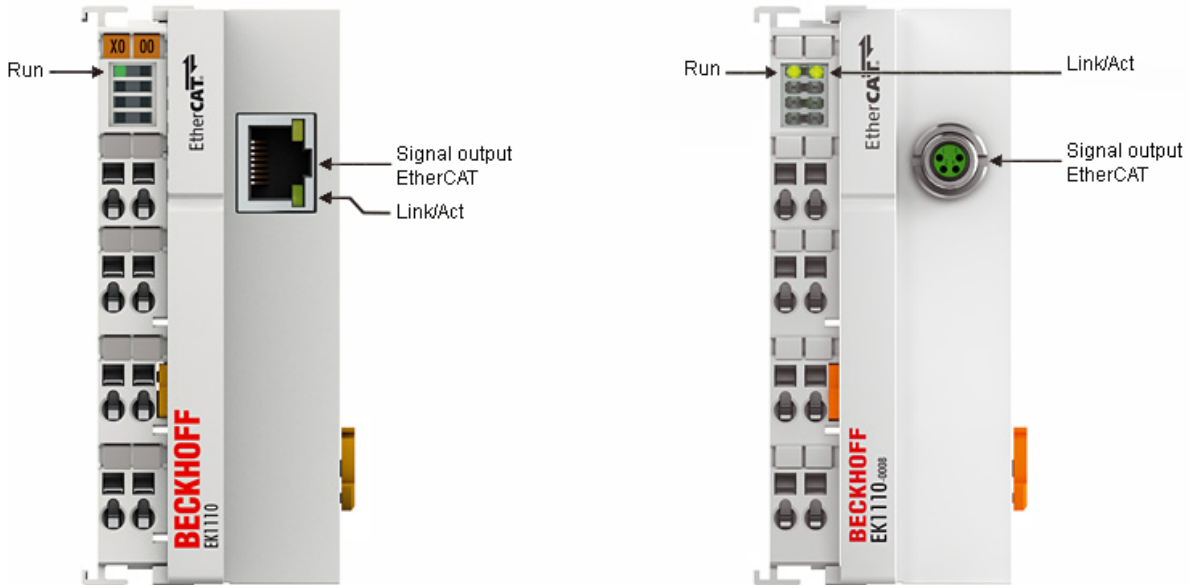 X0 00
Run
EtherCAT
Signal output
EtherCAT
Link/Act
BECKHOFF
EK1110
Run
Link/Act
EtherCAT
Signal output
EtherCAT
BECKHOFF
EK1110-0008